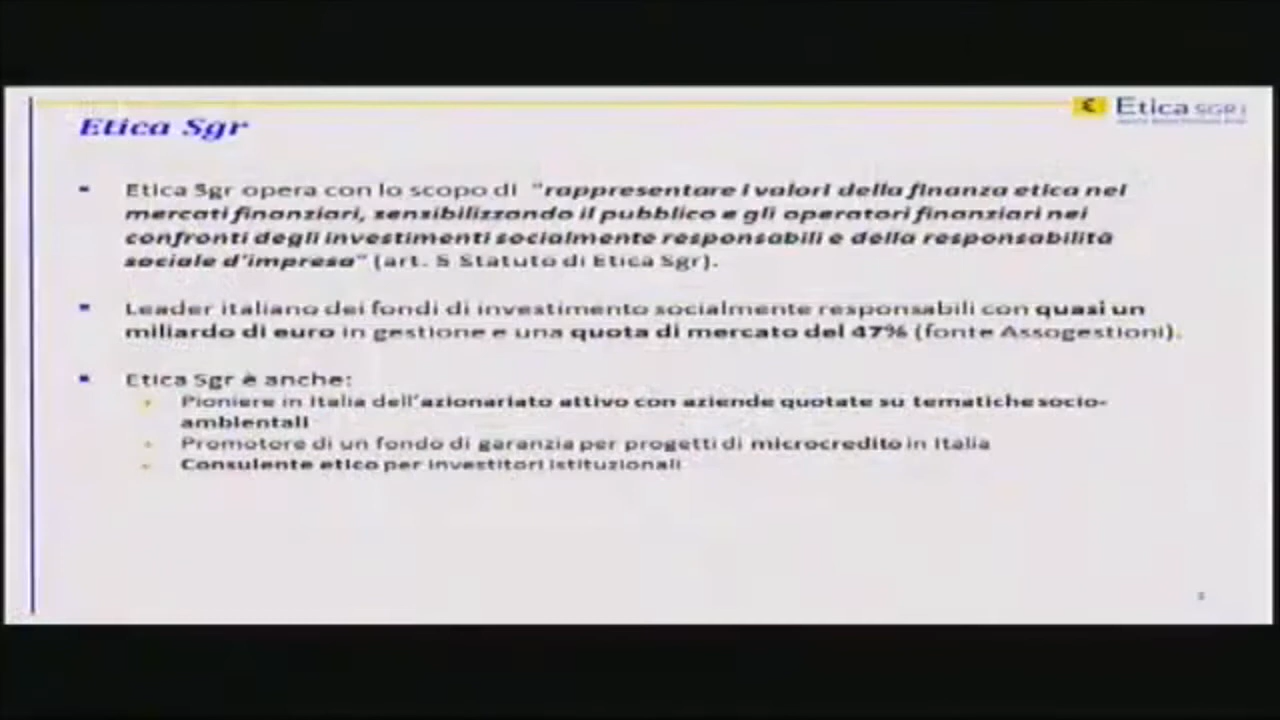 Etica SGR
Etica Sgr
Etica Sgr opera con lo scopo di "rappresentare i valori della finanza etica nei
mercati finanziari, sensibilizzando il pubblico e gli operatori finanziari nei
confronti degli investimenti socialmente responsabili e della responsabilità
sociale d'impresa" (art. 5 Statuto di Etica Sgr).
Leader italiano dei fondi di investimento socialmente responsabili con quasi un
miliardo di euro in gestione e una quota di mercato del 47% (fonte Assogestioni).
Etica Sgr è anche:
Pioniere in Italia dell'azionariato attivo con aziende quotate su tematiche socio-
ambientali
Promotore di un fondo di garanzia per progetti di microcredito in Italia
Consulente etico per investitori istituzionali